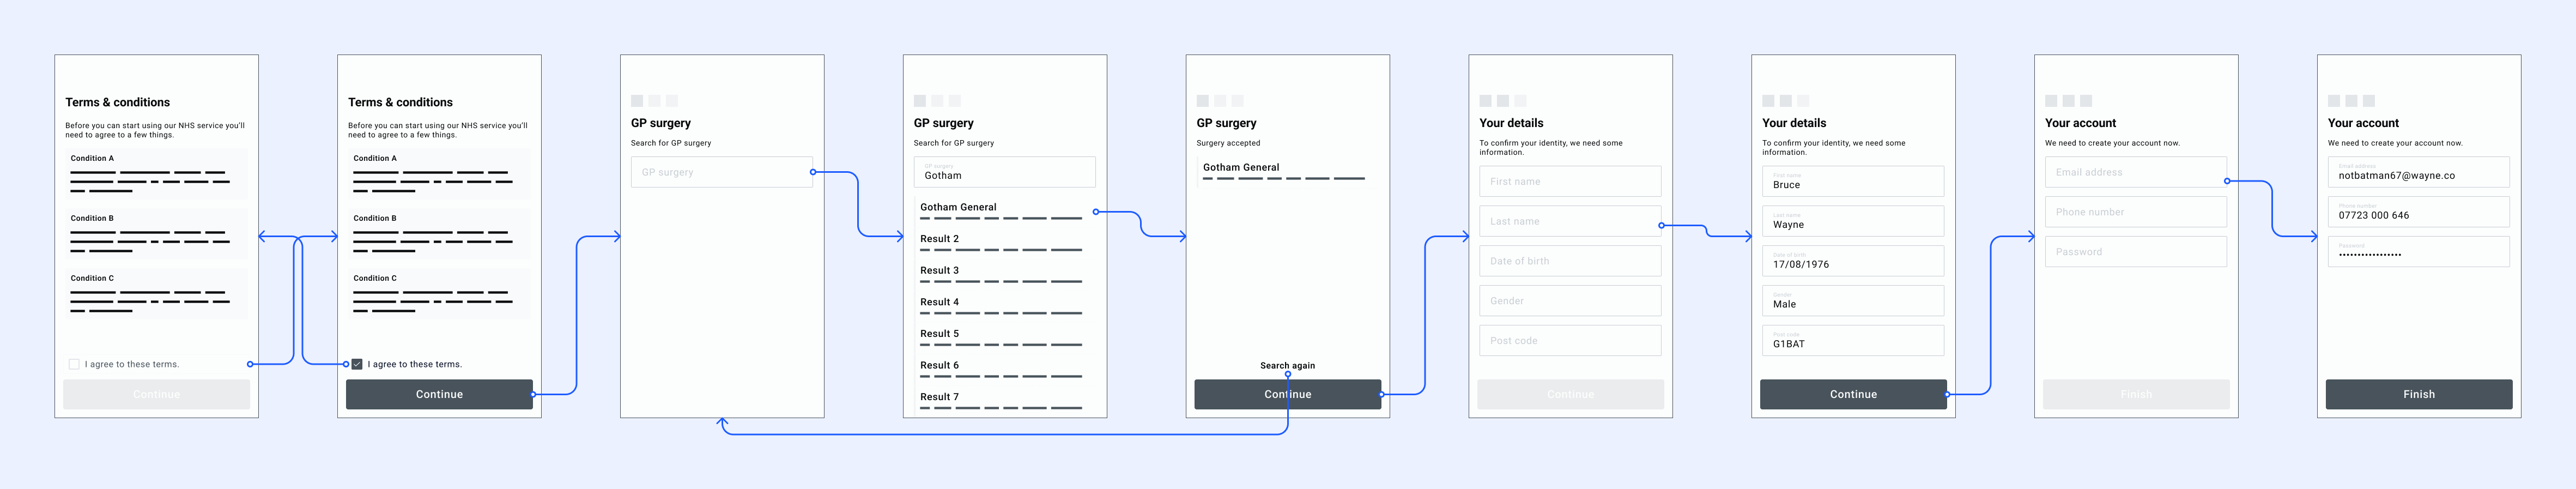 Terms & conditions
Before you can start using our NHS service you'll
need to agree to a few things.
Condition A
Condition B
Condition C
I agree to these terms.
Continue
Terms & conditions
Before you can start using our NHS service you'll
need to agree to a few things.
Condition A
Condition B
Condition C
I agree to these terms.
Continue
GP surgery
Search for GP surgery
GP surgery
GP surgery
Search for GP surgery
GP surgery
Gotham
Gotham General
Result 2
Result 3
Result 4
Result 5
Result 6
Result 7
GP surgery
Surgery accepted
Gotham General
Search again
Continue
Your details
To confirm your identity, we need some
information.
First name
Last name
Date of birth
Gender
Post code
Continue
Your details
To confirm your identity, we need some
information.
First name
Bruce
Last name
Wayne
Date of birth
17/08/1976
Gender
Male
Post code
G1BAT
Continue
Your account
We need to create your account now.
Email address
Phone number
Password
Finish
Your account
We need to create your account now.
Email address
notbatman67@wayne.co
Phone number
07723 000 646
Password
•••••••••••••••••
Finish